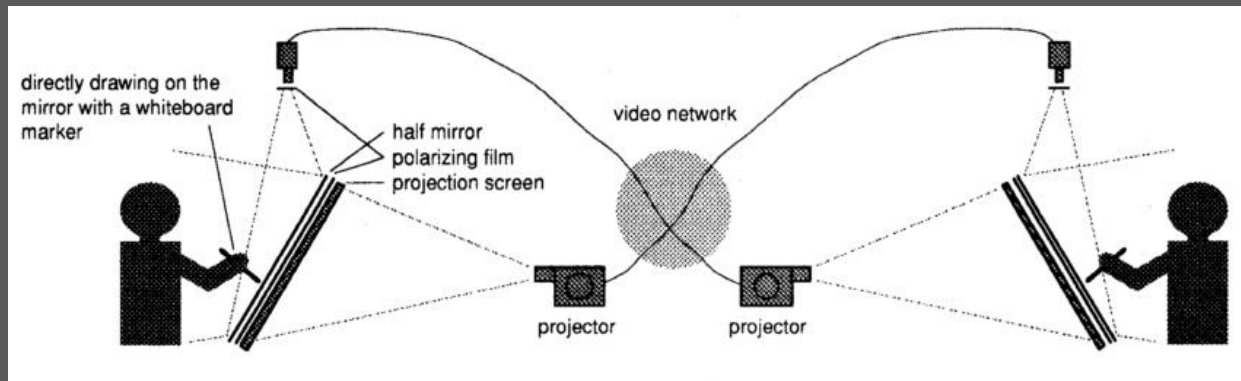 directly drawing on the
mirror with a whiteboard
marker
half mirror
polarizing film
projection screen
video network
projector
projector